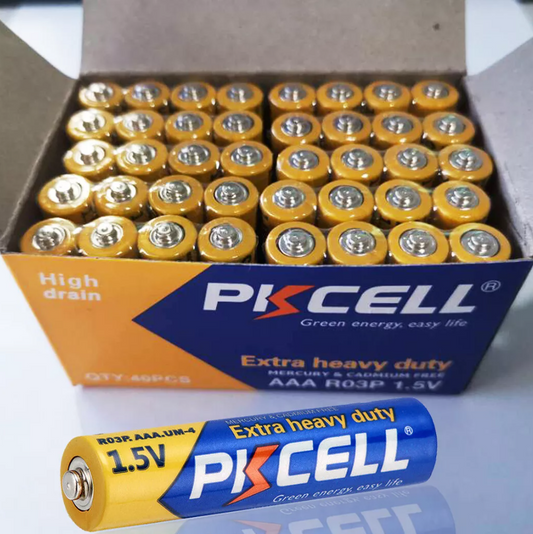 High
drain
PKCELL®
Green energy, easy life
Extra heavy duty
MERCURY & CADMIUM FREE
QTY:40PCS
AAA R03P 1.5V
MERCURY & CADMIUM FREE
R03P. AAA.UM-4
Extra heavy duty
1.5V
PKCELL®
Green energy, easy life